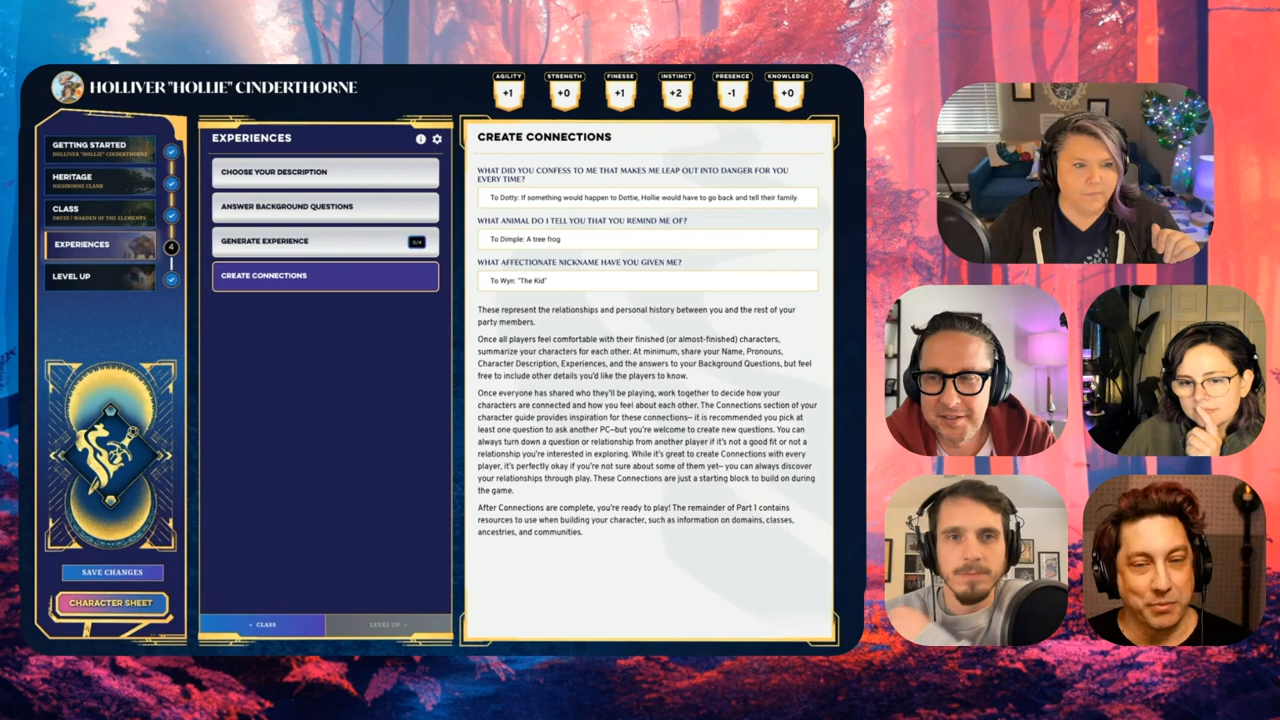 HOLLIVER "HOLLIE" CINDERTHORNE
AGILITY
+1
STRENGTH
+0
FINESSE
+1
INSTINCT
+2
PRESENCE
-1
KNOWLEDGE
+0
GETTING STARTED
HOLLIVER "HOLLIE" CINDERTHORNE
HERITAGE
HIGHBORNE CLANK
CLASS
DRUID | WARDEN OF THE ELEMENTS
EXPERIENCES
4
LEVEL UP
SAVE CHANGES
CHARACTER SHEET
EXPERIENCES
CHOOSE YOUR DESCRIPTION
ANSWER BACKGROUND QUESTIONS
GENERATE EXPERIENCE
CREATE CONNECTIONS
‹ CLASS
LEVEL UP ›
CREATE CONNECTIONS
WHAT DID YOU CONFESS TO ME THAT MAKES ME LEAP OUT INTO DANGER FOR YOU
EVERY TIME?
To Dotty: If something would happen to Dottie, Hollie would have to go back and tell their family.
WHAT ANIMAL DO I TELL YOU THAT YOU REMIND ME OF?
To Dimple: A tree frog
WHAT AFFECTIONATE NICKNAME HAVE YOU GIVEN ME?
To Wyn: "The Kid"
These represent the relationships and personal history between you and the rest of your
party members.
Once all players feel comfortable with their finished (or almost-finished) characters,
summarize your characters for each other. At minimum, share your Name, Pronouns,
Character Description, Experiences, and the answers to your Background Questions, but feel
free to include other details you'd like the players to know.
Once everyone has shared who they'll be playing, work together to decide how your
characters are connected and how you feel about each other. The Connections section of your
character guide provides inspiration for these connections— it is recommended you pick at
least one question to ask another PC—but you're welcome to create new questions. You can
always turn down a question or relationship from another player if it's not a good fit or not a
relationship you're interested in exploring. While it's great to create Connections with every
player, it's perfectly okay if you're not sure about some of them yet— you can always discover
your relationships through play. These Connections are just a starting block to build on during
the game.
After Connections are complete, you're ready to play! The remainder of Part 1 contains
resources to use when building your character, such as information on domains, classes,
ancestries, and communities.